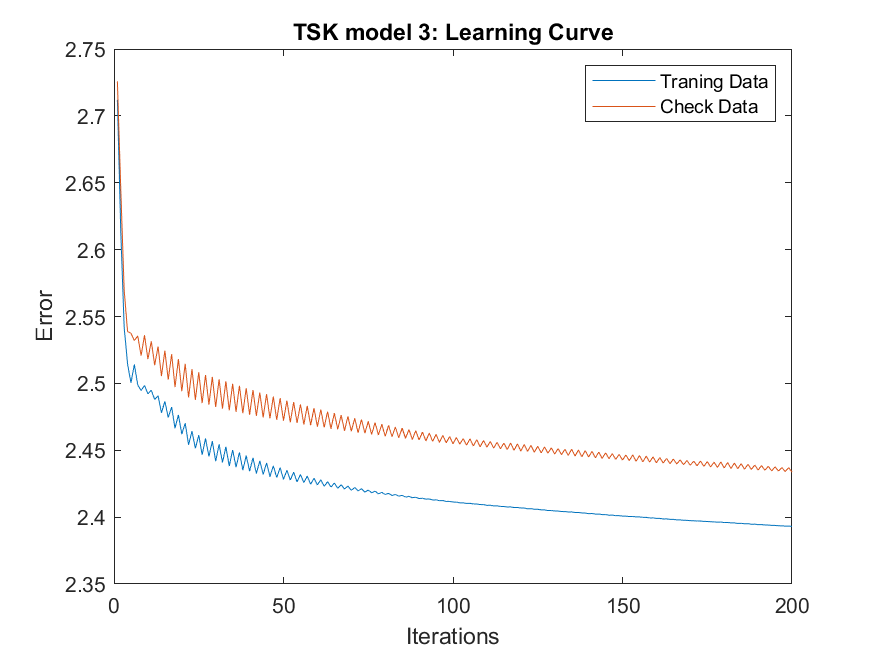 TSK model 3: Learning Curve
2.75
2.7
2.65
2.6
2.55
2.5
2.45
2.4
2.35
Error
Traning Data
Check Data
0 50 100 150 200
Iterations